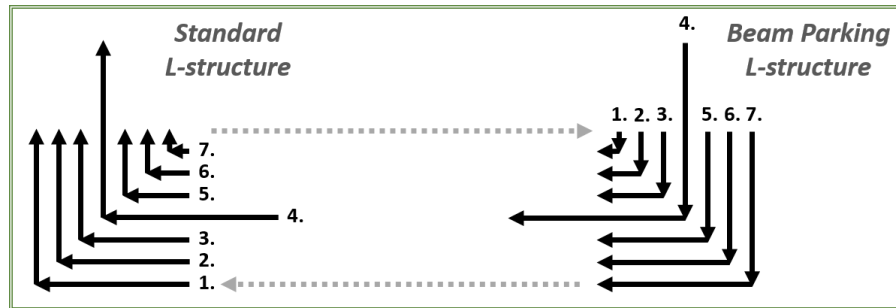 Standard
L-structure
7.
6.
5.
4.
3.
2.
1.
Beam Parking
L-structure
4.
1. 2. 3. 5. 6. 7.